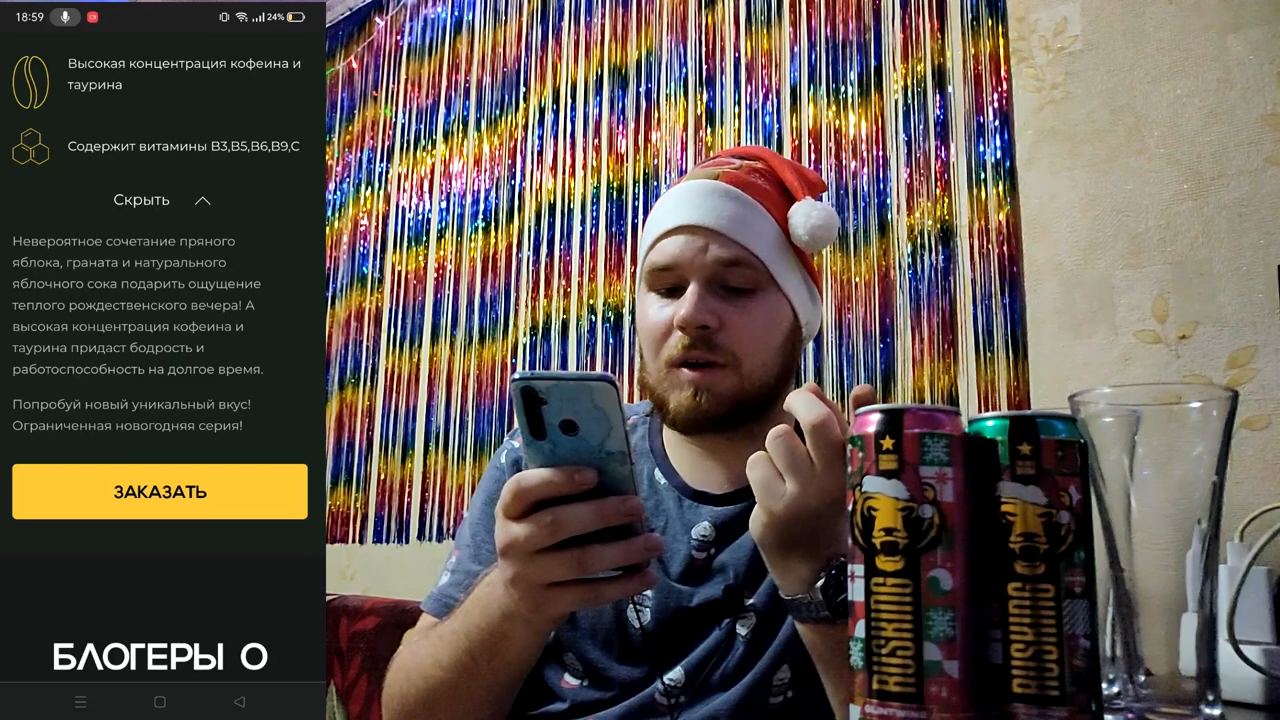 18:59
24%
Высокая концентрация кофеина и
таурина
Содержит витамины B3,B5,B6,B9,C
Скрыть
Невероятное сочетание пряного
яблока, граната и натурального
яблочного сока подарить ощущение
теплого рождественского вечера! А
высокая концентрация кофеина и
таурина придаст бодрость и
работоспособность на долгое время.
Попробуй новый уникальный вкус!
Ограниченная новогодняя серия!
ЗАКАЗАТЬ
БЛОГЕРЫ О
RUSKING
RUSKING